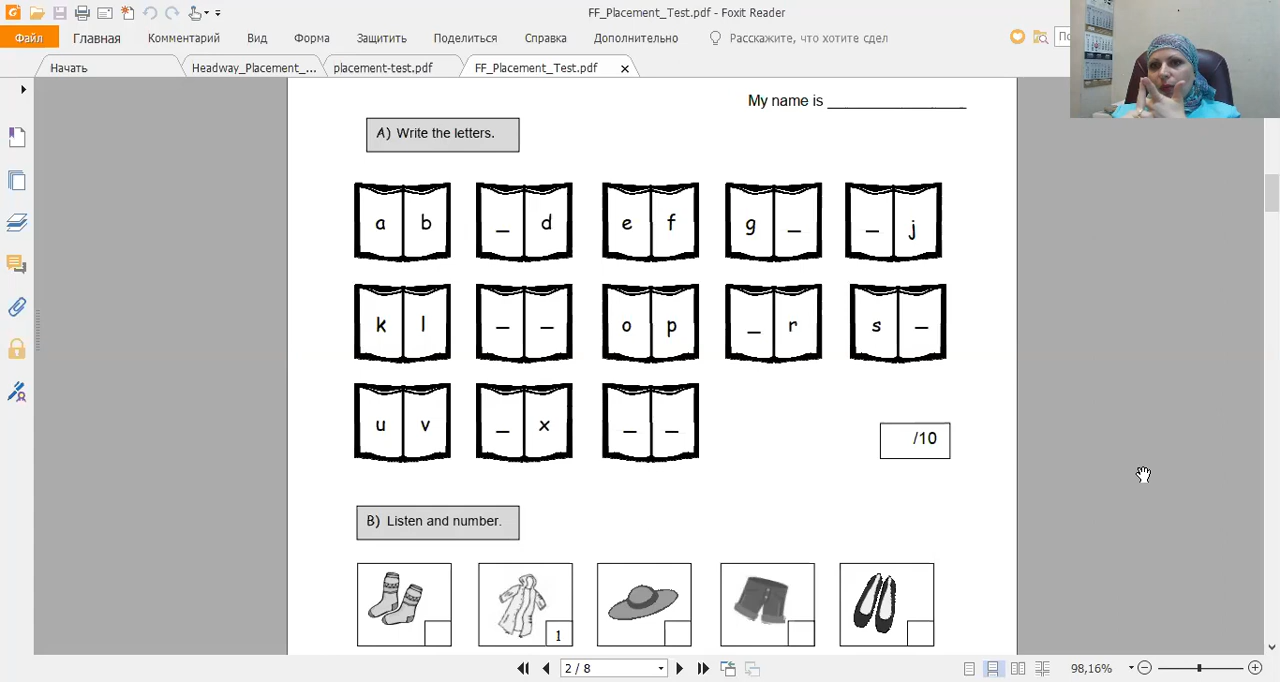 FF_Placement_Test.pdf - Foxit Reader
Файл Главная Комментарий Вид Форма Защитить Поделиться Справка Дополнительно Расскажите, что хотите сдел
Начать Headway_Placement_... placement-test.pdf FF_Placement_Test.pdf
My name is _________________
A) Write the letters.
a b _ d e f g _ _ j
k l _ _ o p _ r s _
u v _ x _ _
/10
B) Listen and number.
1
2 / 8 98,16%